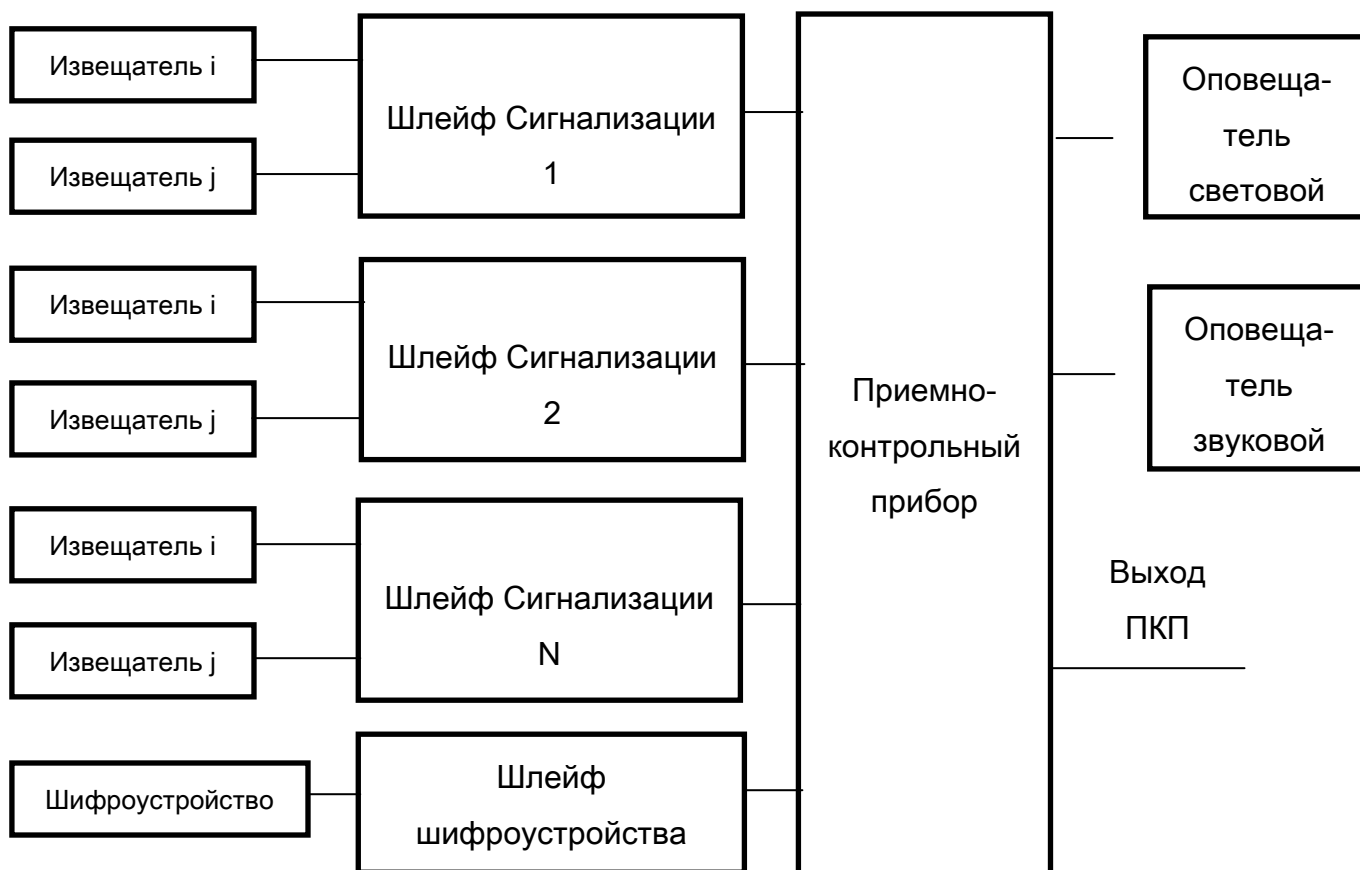 Извещатель i
Извещатель j
Шлейф Сигнализации
1
Извещатель i
Извещатель j
Шлейф Сигнализации
2
Извещатель i
Извещатель j
Шлейф Сигнализации
N
Шифроустройство
Шлейф
шифроустройства
Приемно-
контрольный
прибор
Оповеща-
тель
световой
Оповеща-
тель
звуковой
Выход
ПКП